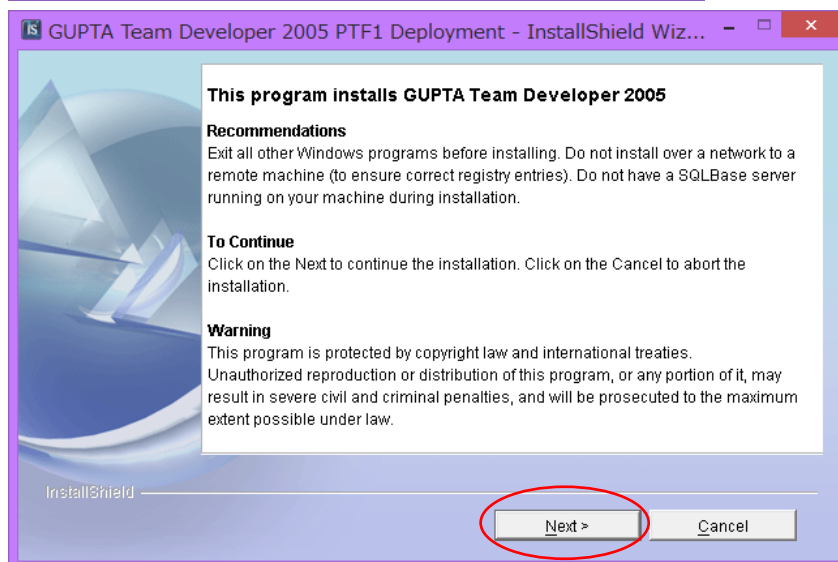 GUPTA Team Developer 2005 PTF1 Deployment - InstallShield Wiz...
This program installs GUPTA Team Developer 2005
Recommendations
Exit all other Windows programs before installing. Do not install over a network to a
remote machine (to ensure correct registry entries). Do not have a SQLBase server
running on your machine during installation.
To Continue
Click on the Next to continue the installation. Click on the Cancel to abort the
installation.
Warning
This program is protected by copyright law and international treaties.
Unauthorized reproduction or distribution of this program, or any portion of it, may
result in severe civil and criminal penalties, and will be prosecuted to the maximum
extent possible under law.
InstallShield
Next > Cancel